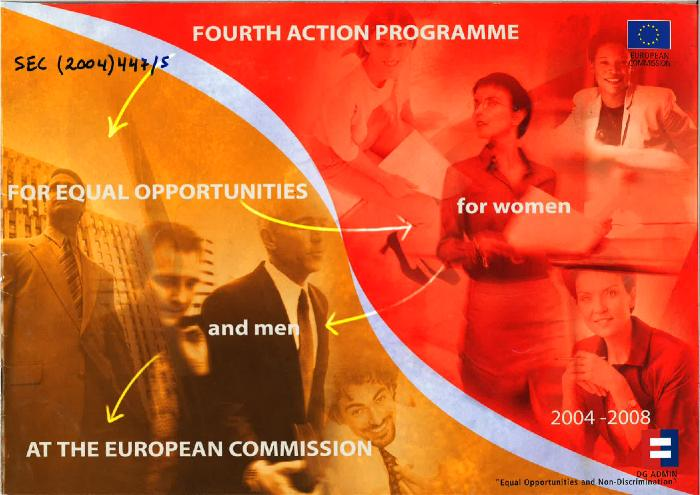 FOURTH ACTION PROGRAMME
EUROPEAN
COMMISSION
SEC (2004) 447/5
FOR EQUAL OPPORTUNITIES
for women
and men
2004 -2008
AT THE EUROPEAN COMMISSION
DG ADMIN
"Equal Opportunities and Non-Discrimination"